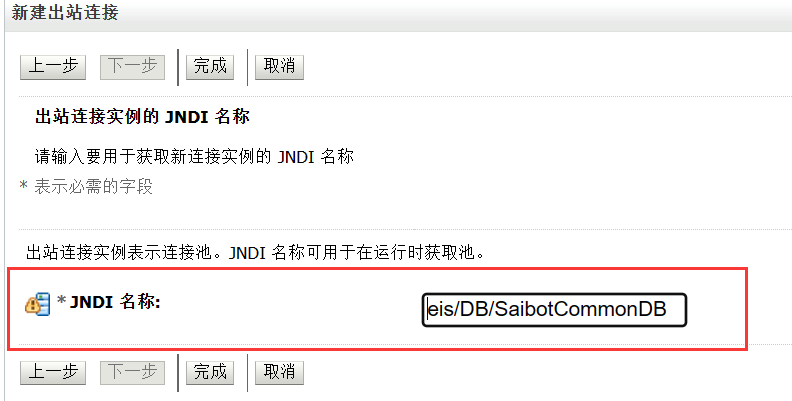 新建出站连接
上一步 下一步 完成 取消
出站连接实例的 JNDI 名称
请输入要用于获取新连接实例的 JNDI 名称
* 表示必需的字段
出站连接实例表示连接池。JNDI 名称可用于在运行时获取池。
* JNDI 名称: eis/DB/SaibotCommonDB
上一步 下一步 完成 取消